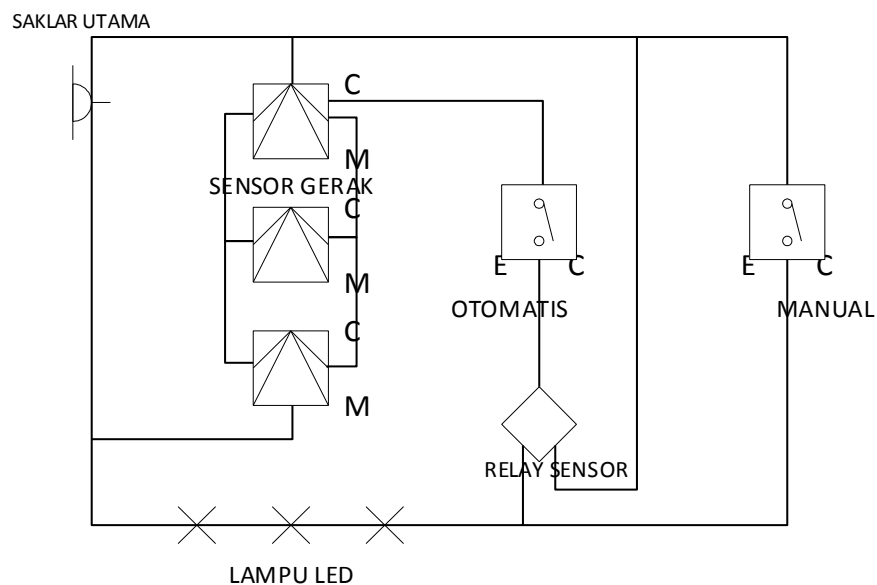 SAKLAR UTAMA
C
M
SENSOR GERAK
C
M
C
M
E C
OTOMATIS
E C
MANUAL
RELAY SENSOR
LAMPU LED